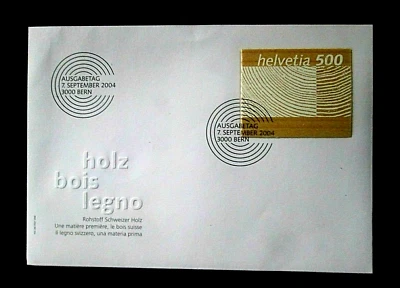 AUSGABETAG
7. SEPTEMBER 2004
3000 BERN
helvetia 500
AUSGABETAG
7. SEPTEMBER 2004
3000 BERN
holz
bois
legno
Rohstoff Schweizer Holz
Une matière première, le bois suisse
Il legno svizzero, una materia prima